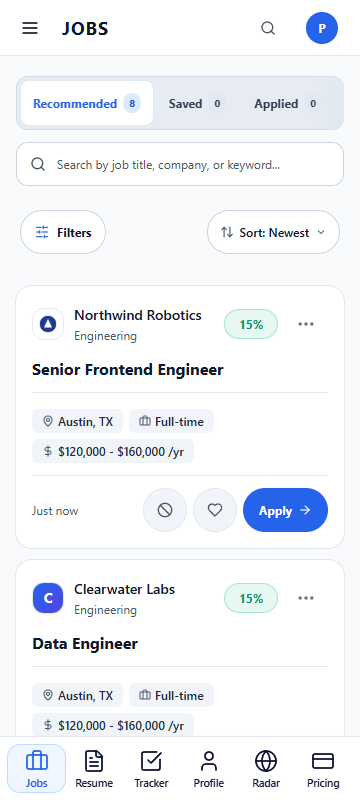 JOBS
P
Recommended 8
Saved 0
Applied 0
Search by job title, company, or keyword...
Filters
Sort: Newest
Northwind Robotics
Engineering
15%
Senior Frontend Engineer
Austin, TX
Full-time
$120,000 - $160,000 /yr
Just now
Apply
C
Clearwater Labs
Engineering
15%
Data Engineer
Austin, TX
Full-time
$120,000 - $160,000 /yr
Jobs
Resume
Tracker
Profile
Radar
Pricing